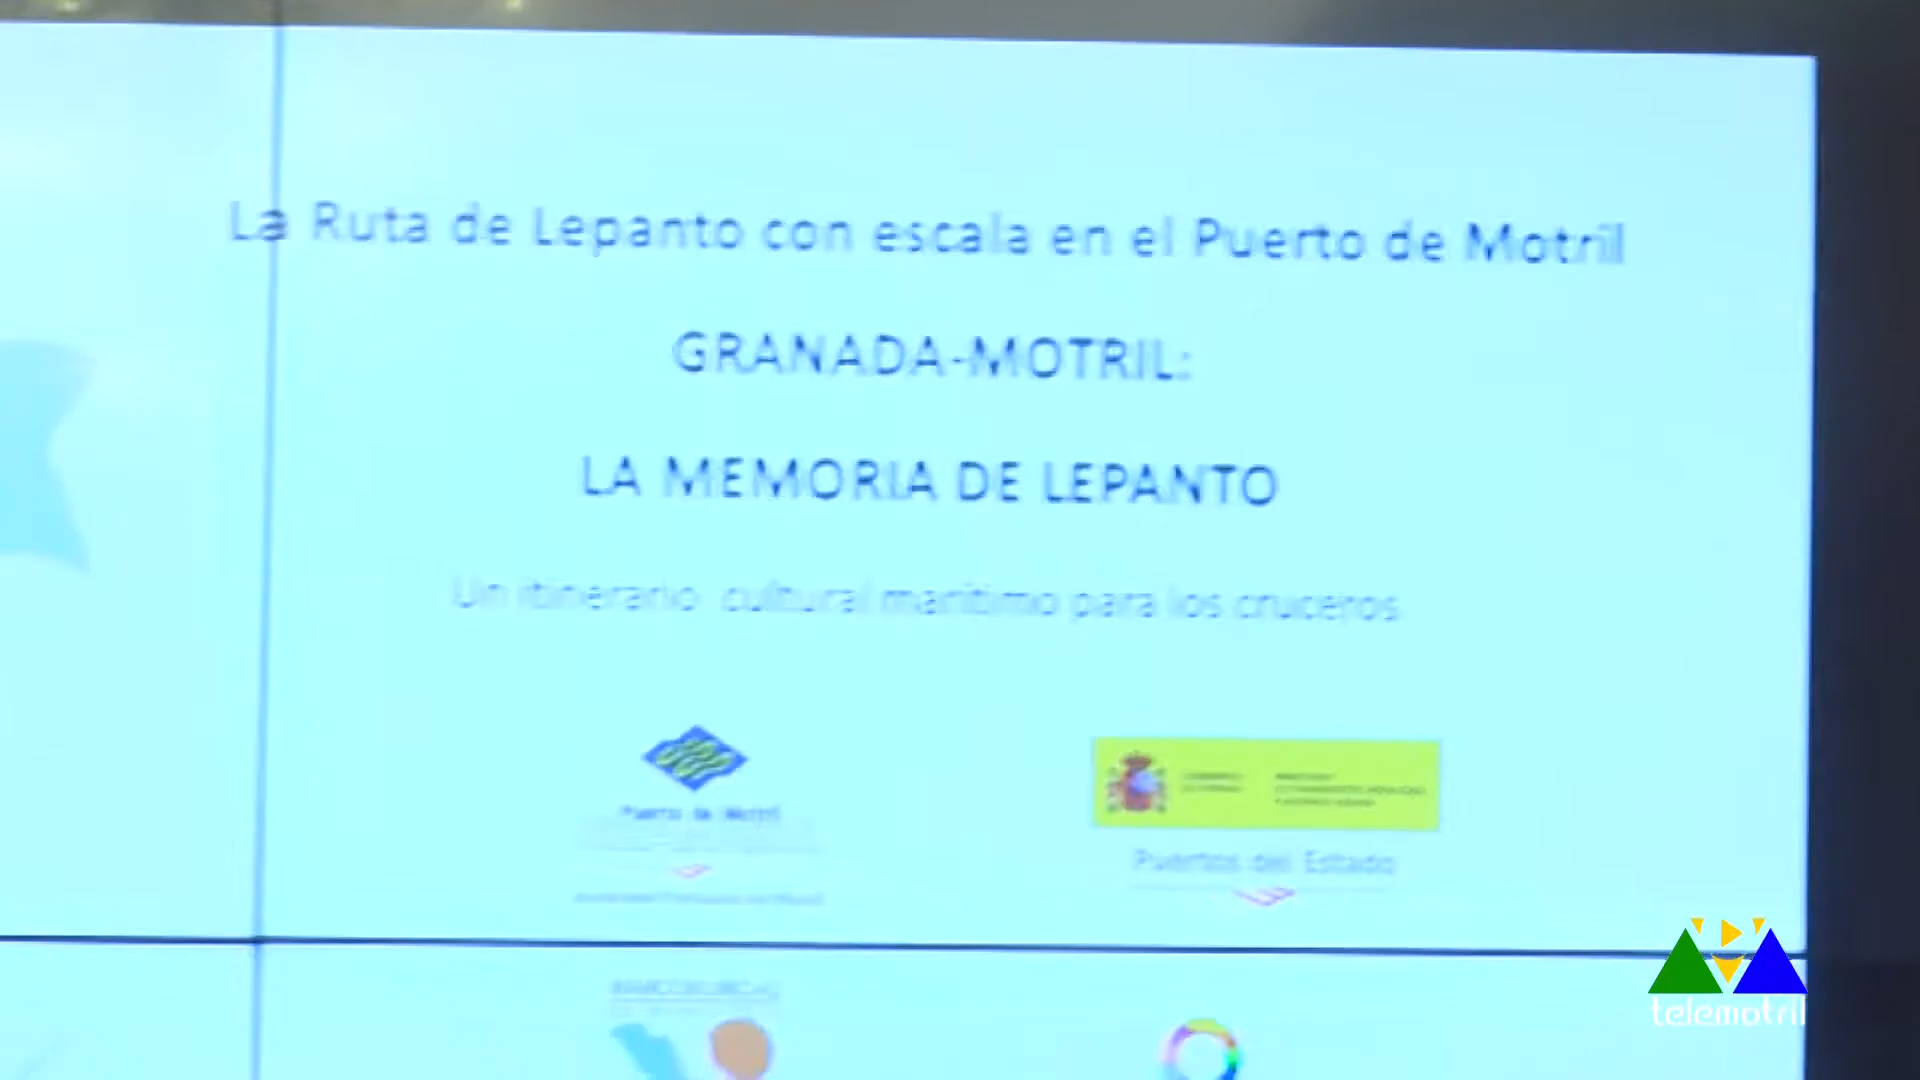 La Ruta de Lepanto con escala en el Puerto de Motril
GRANADA-MOTRIL:
LA MEMORIA DE LEPANTO
Un itinerario cultural marítimo para los cruceros
Puerto de Motril
Puertos del Estado
telemotril